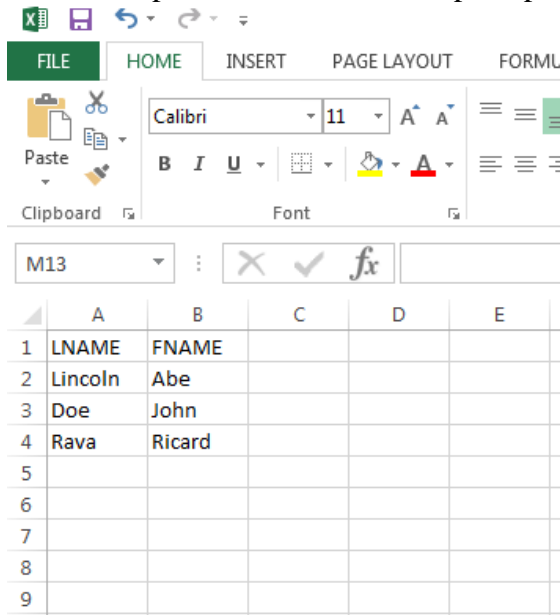 FILE HOME INSERT PAGE LAYOUT FORMU
Calibri 11 A A
Paste B I U A
Clipboard Font
M13 fx
A B C D E
1 LNAME FNAME
2 Lincoln Abe
3 Doe John
4 Rava Ricard
5
6
7
8
9